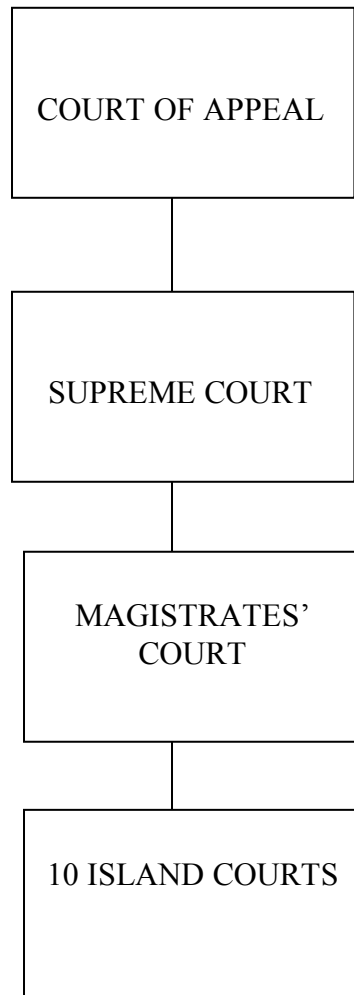 COURT OF APPEAL
SUPREME COURT
MAGISTRATES’
COURT
10 ISLAND COURTS